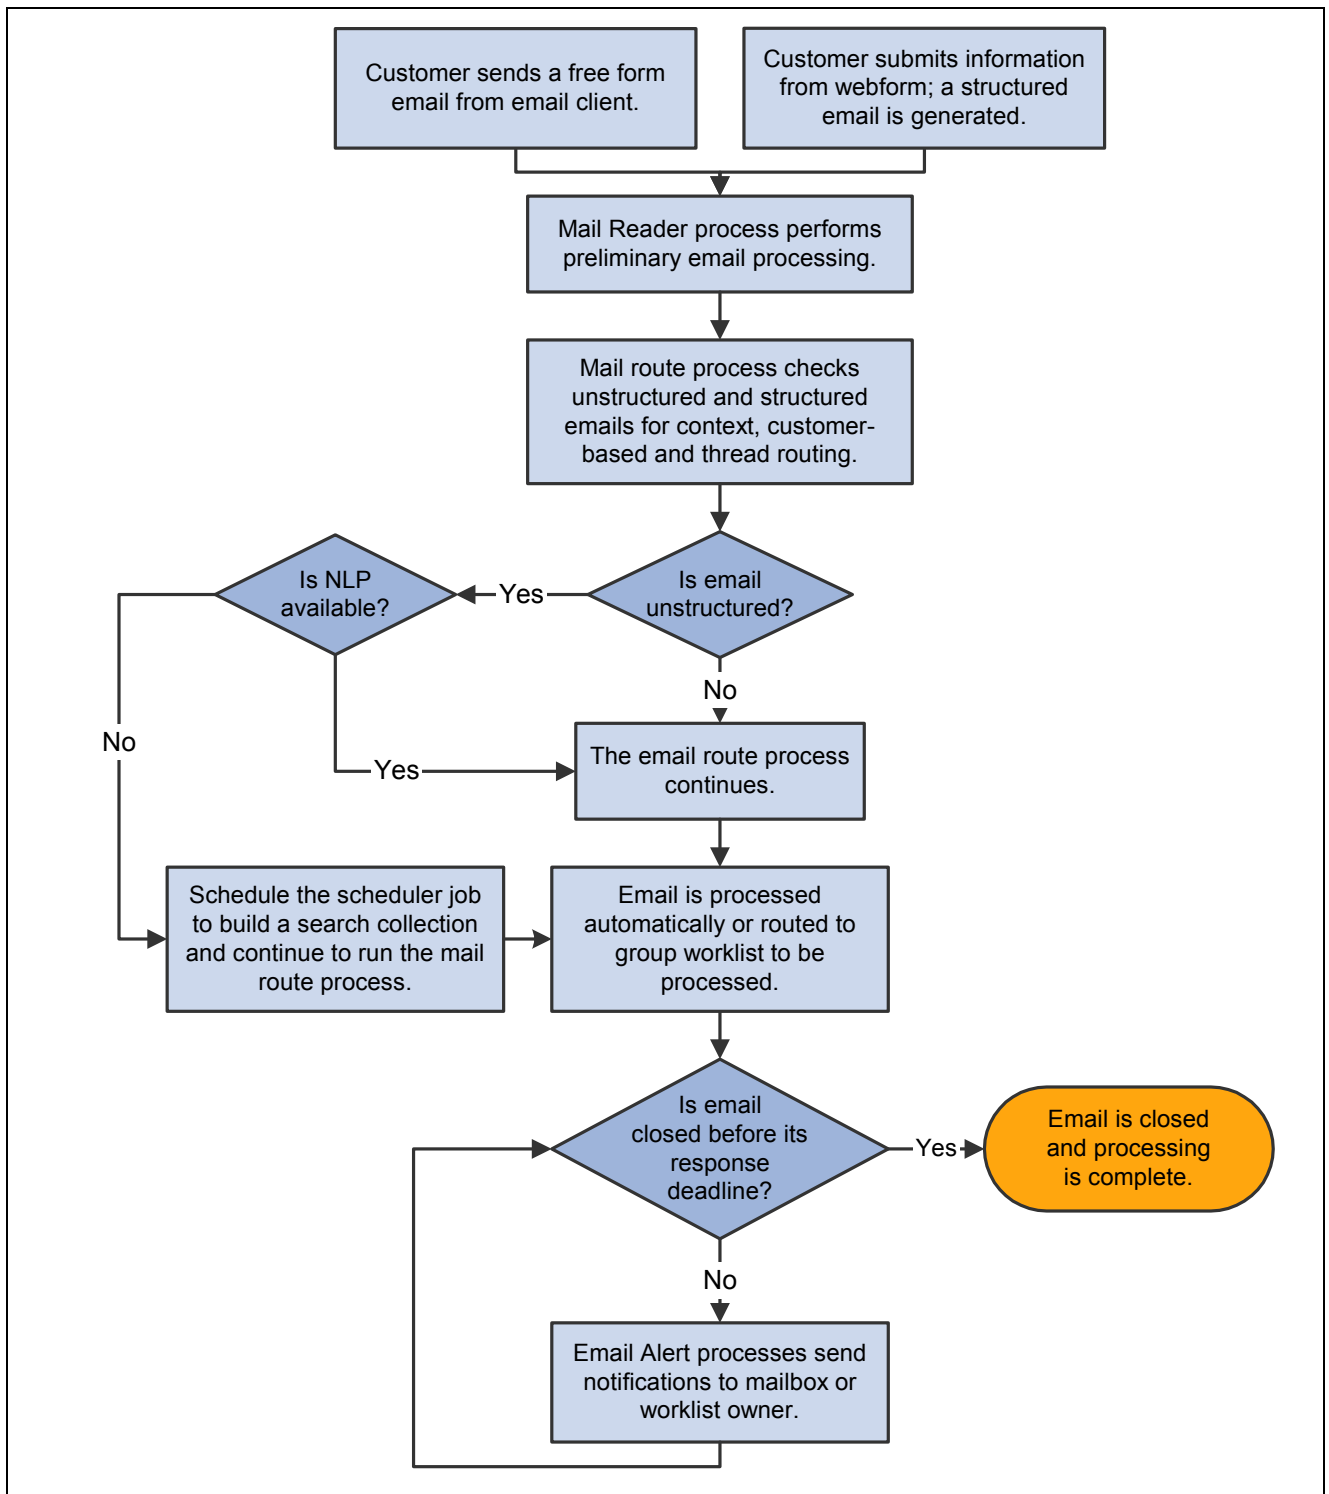 Customer sends a free form
email from email client.
Customer submits information
from webform; a structured
email is generated.
Mail Reader process performs
preliminary email processing.
Mail route process checks
unstructured and structured
emails for context, customer-
based and thread routing.
Is NLP
available?
Yes
Is email
unstructured?
No
No
Yes
The email route process
continues.
Schedule the scheduler job
to build a search collection
and continue to run the mail
route process.
Email is processed
automatically or routed to
group worklist to be
processed.
Is email
closed before its
response
deadline?
Yes
Email is closed
and processing
is complete.
No
Email Alert processes send
notifications to mailbox or
worklist owner.